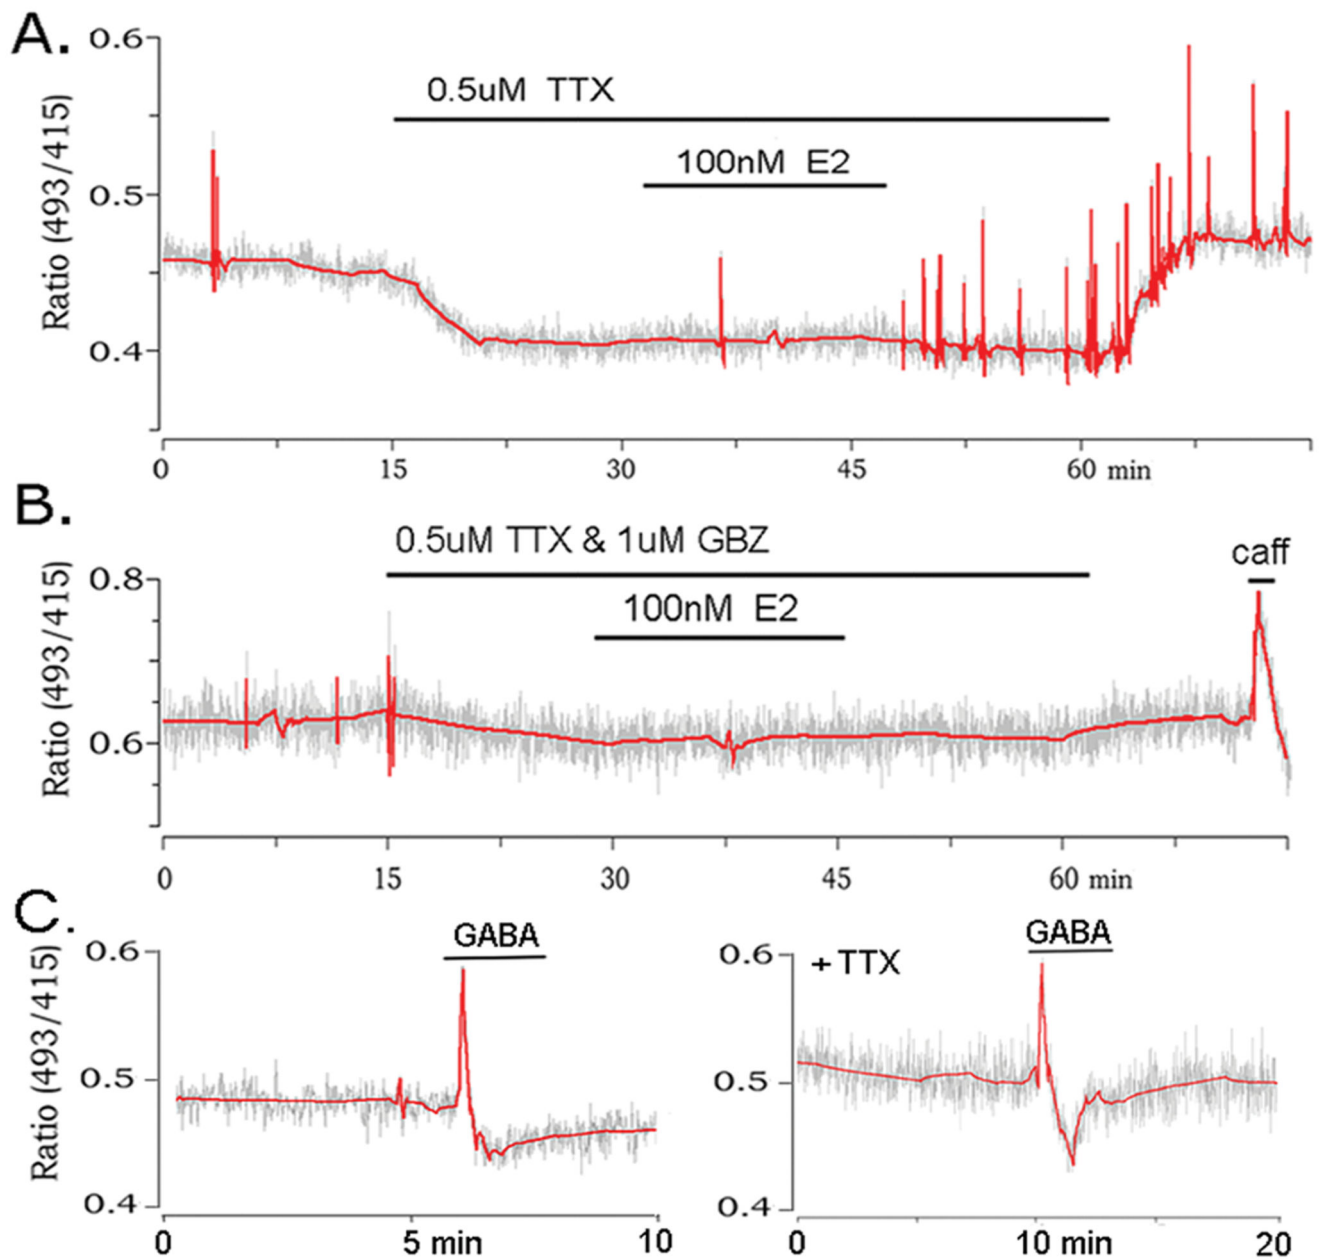 A.
0.6
0.5uM TTX
100nM E2
0.5
0.4
Ratio (493/415)
0 15 30 45 60 min
B.
0.5uM TTX & 1uM GBZ
caff
0.8
100nM E2
0.6
Ratio (493/415)
0 15 30 45 60 min
C.
GABA
0.6
0.5
0.4
Ratio (493/415)
0 5 min 10
GABA
0.6
+ TTX
0.5
0.4
0 10 min 20